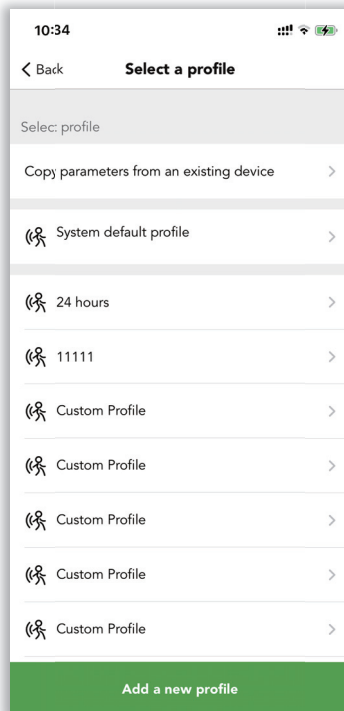 10:34
Back
Select a profile
Select profile
Copy parameters from an existing device
System default profile
24 hours
11111
Custom Profile
Custom Profile
Custom Profile
Custom Profile
Custom Profile
Add a new profile